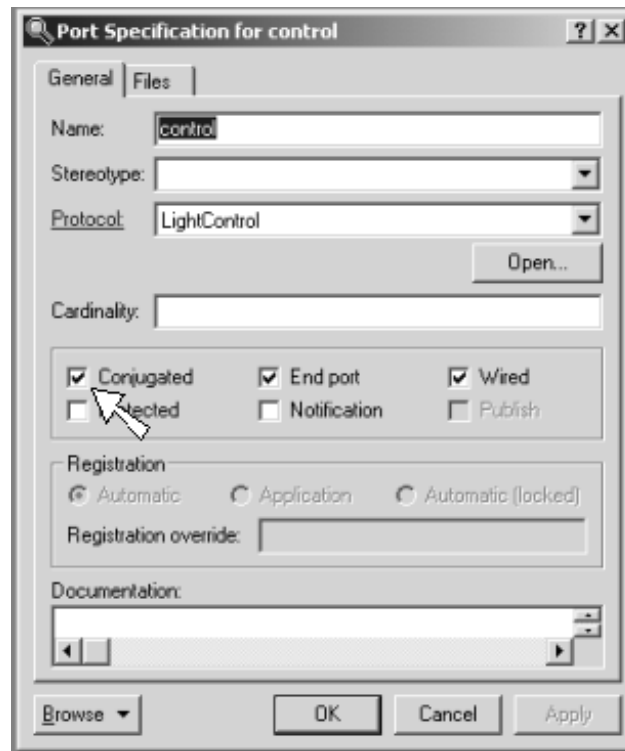 Port Specification for control
General Files
Name: control
Stereotype:
Protocol: LightControl
Open...
Cardinality:
Conjugated End port Wired
tected Notification Publish
Registration
Automatic Application Automatic (locked)
Registration override:
Documentation:
Browse OK Cancel Apply